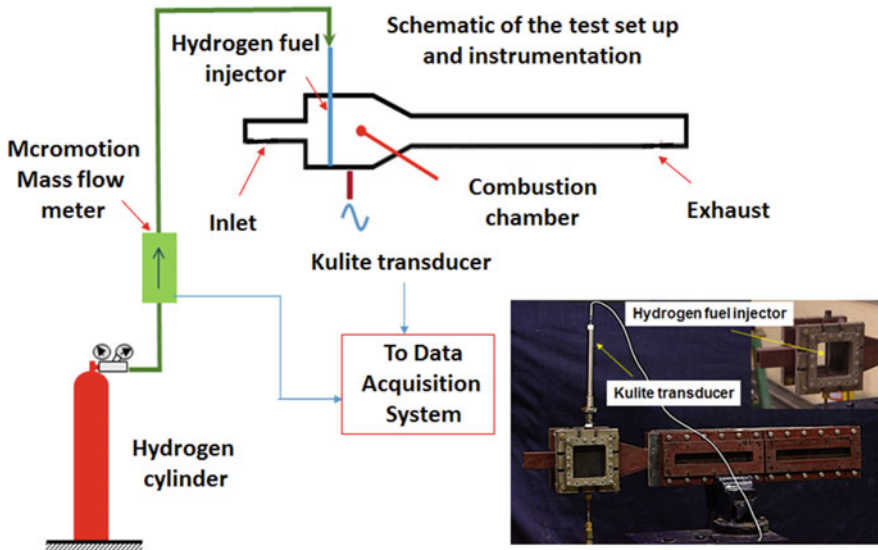 Schematic of the test set up
and instrumentation
Hydrogen fuel
injector
Mcromotion
Mass flow
meter
Inlet
Combustion
chamber
Exhaust
Kulite transducer
To Data
Acquisition
System
Hydrogen
cylinder
Hydrogen fuel injector
Kulite transducer